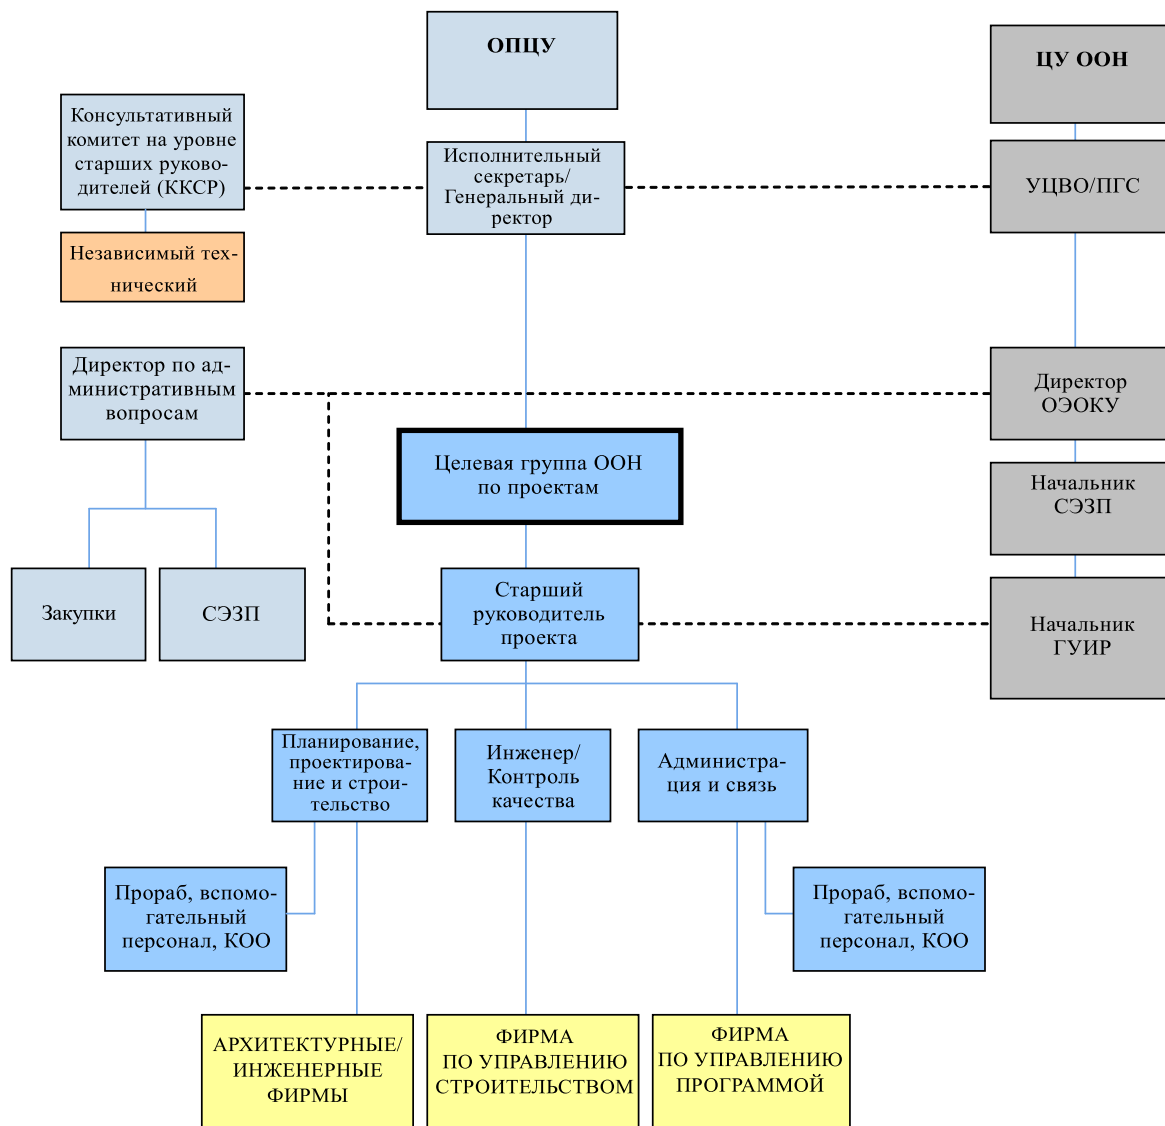 ОПЦУ
ЦУ ООН
Консультативный
комитет на уровне
старших руково-
дителей (ККСР)
Исполнительный
секретарь/
Генеральный ди-
ректор
УЦВО/ПГС
Независимый тех-
нический
Директор по ад-
министративным
вопросам
Директор
ОЭОКУ
Целевая группа ООН
по проектам
Начальник
СЭЗП
Закупки
СЭЗП
Старший
руководитель
проекта
Начальник
ГУИР
Планирование,
проектирова-
ние и строи-
тельство
Инженер/
Контроль
качества
Администра-
ция и связь
Прораб, вспомо-
гательный
персонал, КОО
Прораб, вспомо-
гательный
персонал, КОО
АРХИТЕКТУРНЫЕ/
ИНЖЕНЕРНЫЕ
ФИРМЫ
ФИРМА
ПО УПРАВЛЕНИЮ
СТРОИТЕЛЬСТВОМ
ФИРМА
ПО УПРАВЛЕНИЮ
ПРОГРАММОЙ